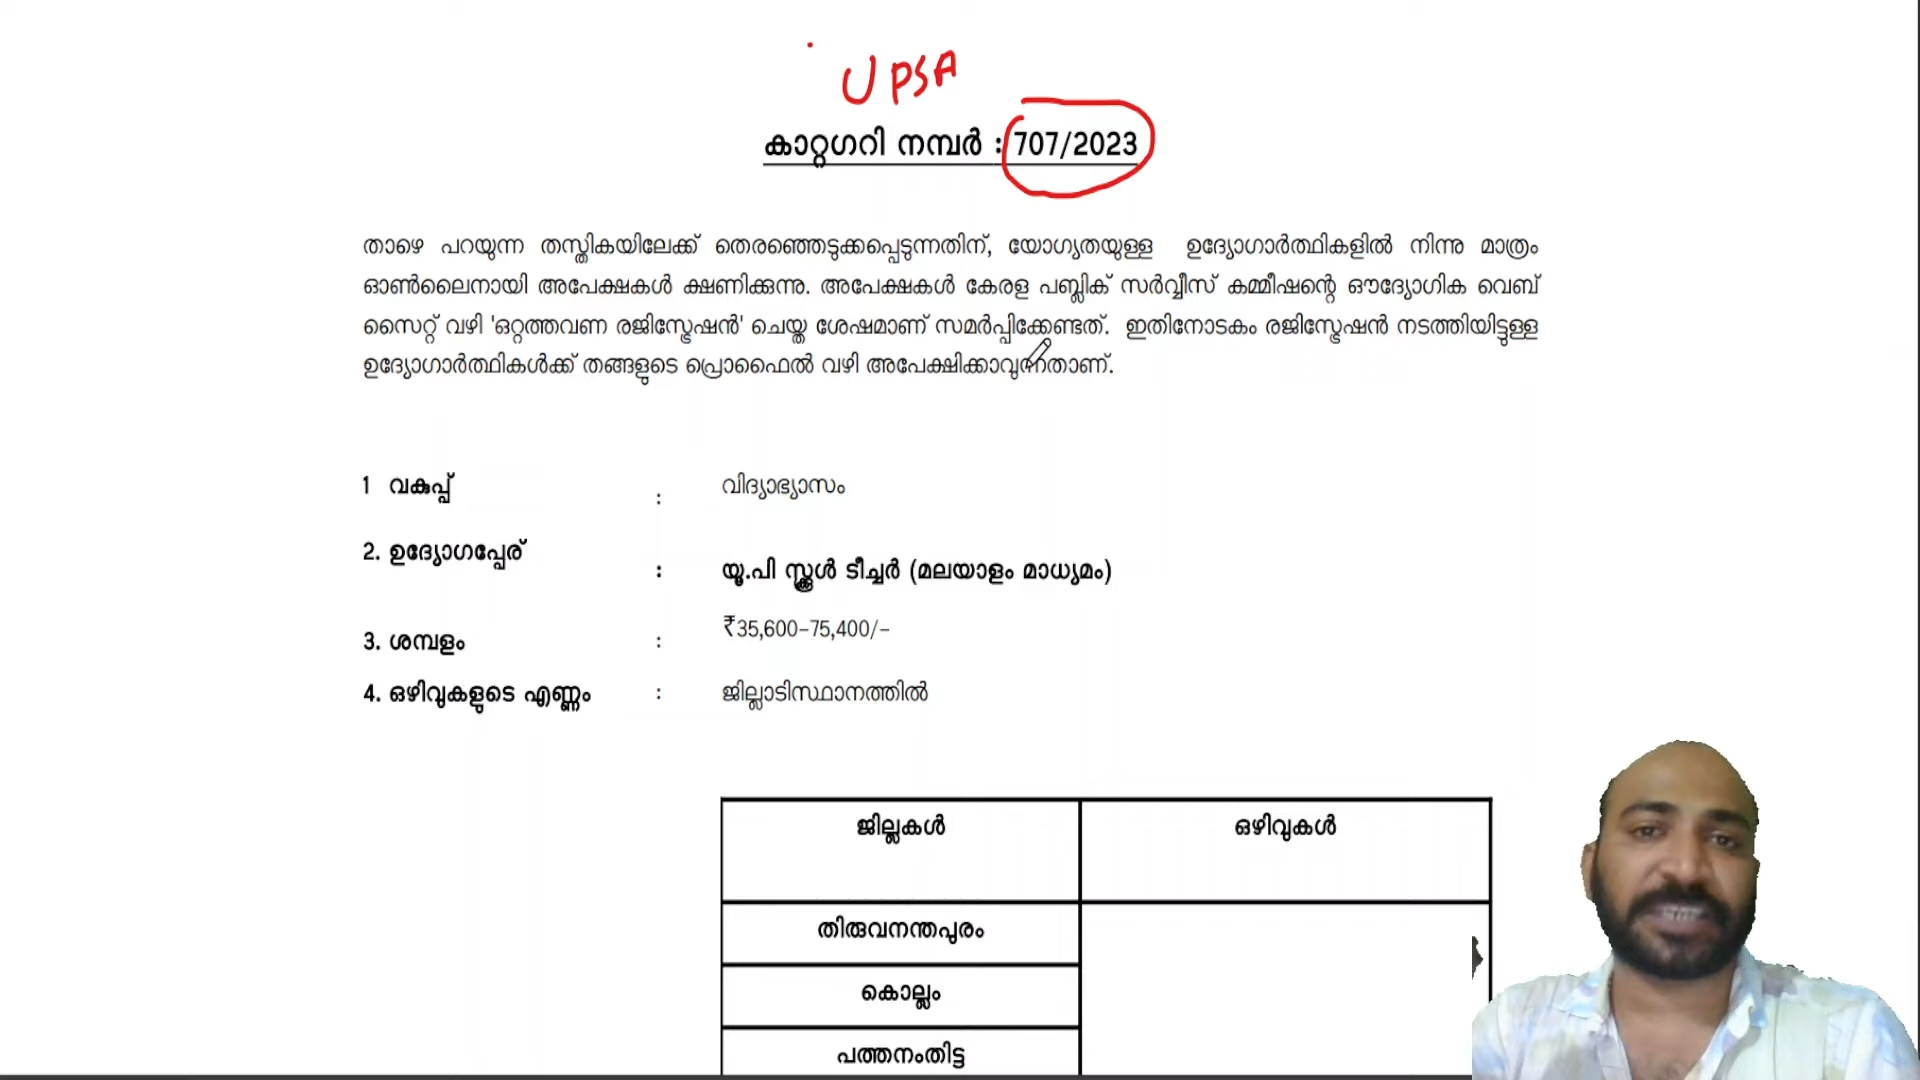 UPSA
കാറ്റഗറി നമ്പർ : 707/2023
താഴെ പറയുന്ന തസ്തികയിലേക്ക് തെരഞ്ഞെടുക്കപ്പെടുന്നതിന്, യോഗ്യതയുള്ള ഉദ്യോഗാർത്ഥികളിൽ നിന്നു മാത്രം
ഓൺലൈനായി അപേക്ഷകൾ ക്ഷണിക്കുന്നു. അപേക്ഷകൾ കേരള പബ്ലിക് സർവ്വീസ് കമ്മീഷന്റെ ഔദ്യോഗിക വെബ്
സൈറ്റ് വഴി 'ഒറ്റത്തവണ രജിസ്ട്രേഷൻ' ചെയ്ത ശേഷമാണ് സമർപ്പിക്കേണ്ടത്. ഇതിനോടകം രജിസ്ട്രേഷൻ നടത്തിയിട്ടുള്ള
ഉദ്യോഗാർത്ഥികൾക്ക് തങ്ങളുടെ പ്രൊഫൈൽ വഴി അപേക്ഷിക്കാവുന്നതാണ്.
1 വകുപ്പ് : വിദ്യാഭ്യാസം
2. ഉദ്യോഗപ്പേര് : യൂ.പി സ്ക്കൂൾ ടീച്ചർ (മലയാളം മാധ്യമം)
3. ശമ്പളം : ₹35,600-75,400/-
4. ഒഴിവുകളുടെ എണ്ണം : ജില്ലാടിസ്ഥാനത്തിൽ
ജില്ലകൾ ഒഴിവുകൾ
തിരുവനന്തപുരം
കൊല്ലം
പത്തനംതിട്ട